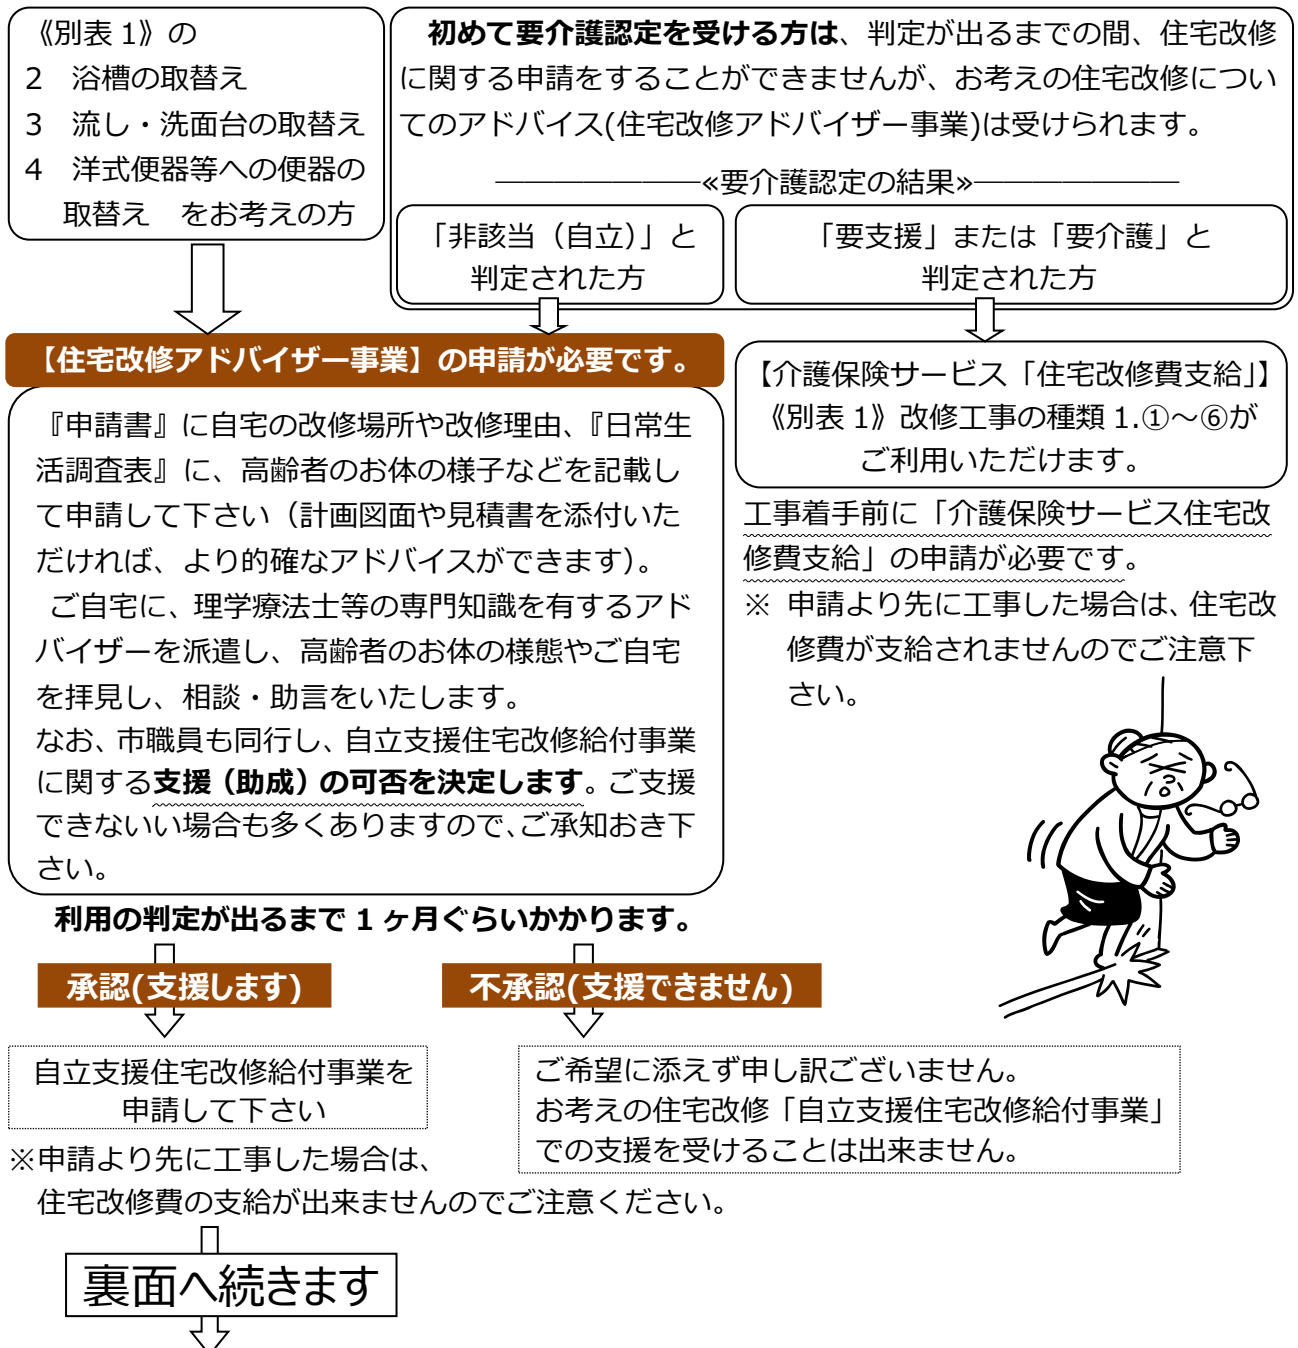 《別表１》の
2　浴槽の取替え
3　流し・洗面台の取替え
4　洋式便器等への便器の
取替え　をお考えの方
初めて要介護認定を受ける方は、判定が出るまでの間、住宅改修
に関する申請をすることができませんが、お考えの住宅改修につい
てのアドバイス(住宅改修アドバイザー事業)は受けられます。
―――――――«要介護認定の結果»―――――――
「非該当（自立）」と
判定された方
「要支援」または「要介護」と
判定された方
【住宅改修アドバイザー事業】の申請が必要です。
『申請書』に自宅の改修場所や改修理由、『日常生
活調査表』に、高齢者のお体の様子などを記載し
て申請して下さい（計画図面や見積書を添付いた
だければ、より的確なアドバイスができます）。
ご自宅に、理学療法士等の専門知識を有するアド
バイザーを派遣し、高齢者のお体の様態やご自宅
を拝見し、相談・助言をいたします。
なお、市職員も同行し、自立支援住宅改修給付事業
に関する支援（助成）の可否を決定します。ご支援
できないい場合も多くありますので、ご承知おき下
さい。
【介護保険サービス「住宅改修費支給」】
《別表１》改修工事の種類 1.①～⑥が
ご利用いただけます。
工事着手前に「介護保険サービス住宅改
修費支給」の申請が必要です。
※ 申請より先に工事した場合は、住宅改
修費が支給されませんのでご注意下
さい。
利用の判定が出るまで１ヶ月ぐらいかかります。
承認(支援します)
不承認(支援できません)
自立支援住宅改修給付事業を
申請して下さい
ご希望に添えず申し訳ございません。
お考えの住宅改修「自立支援住宅改修給付事業」
での支援を受けることは出来ません。
※申請より先に工事した場合は、
住宅改修費の支給が出来ませんのでご注意ください。
裏面へ続きます